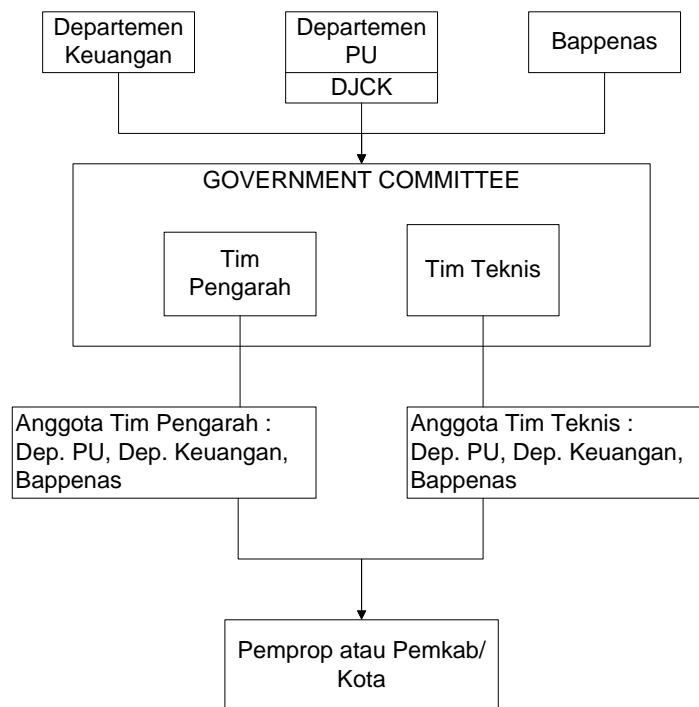 Departemen
Keuangan
Departemen
PU
DJCK
Bappenas
GOVERNMENT COMMITTEE
Tim
Pengarah
Tim Teknis
Anggota Tim Pengarah :
Dep. PU, Dep. Keuangan,
Bappenas
Anggota Tim Teknis :
Dep. PU, Dep. Keuangan,
Bappenas
Pemprop atau Pemkab/
Kota